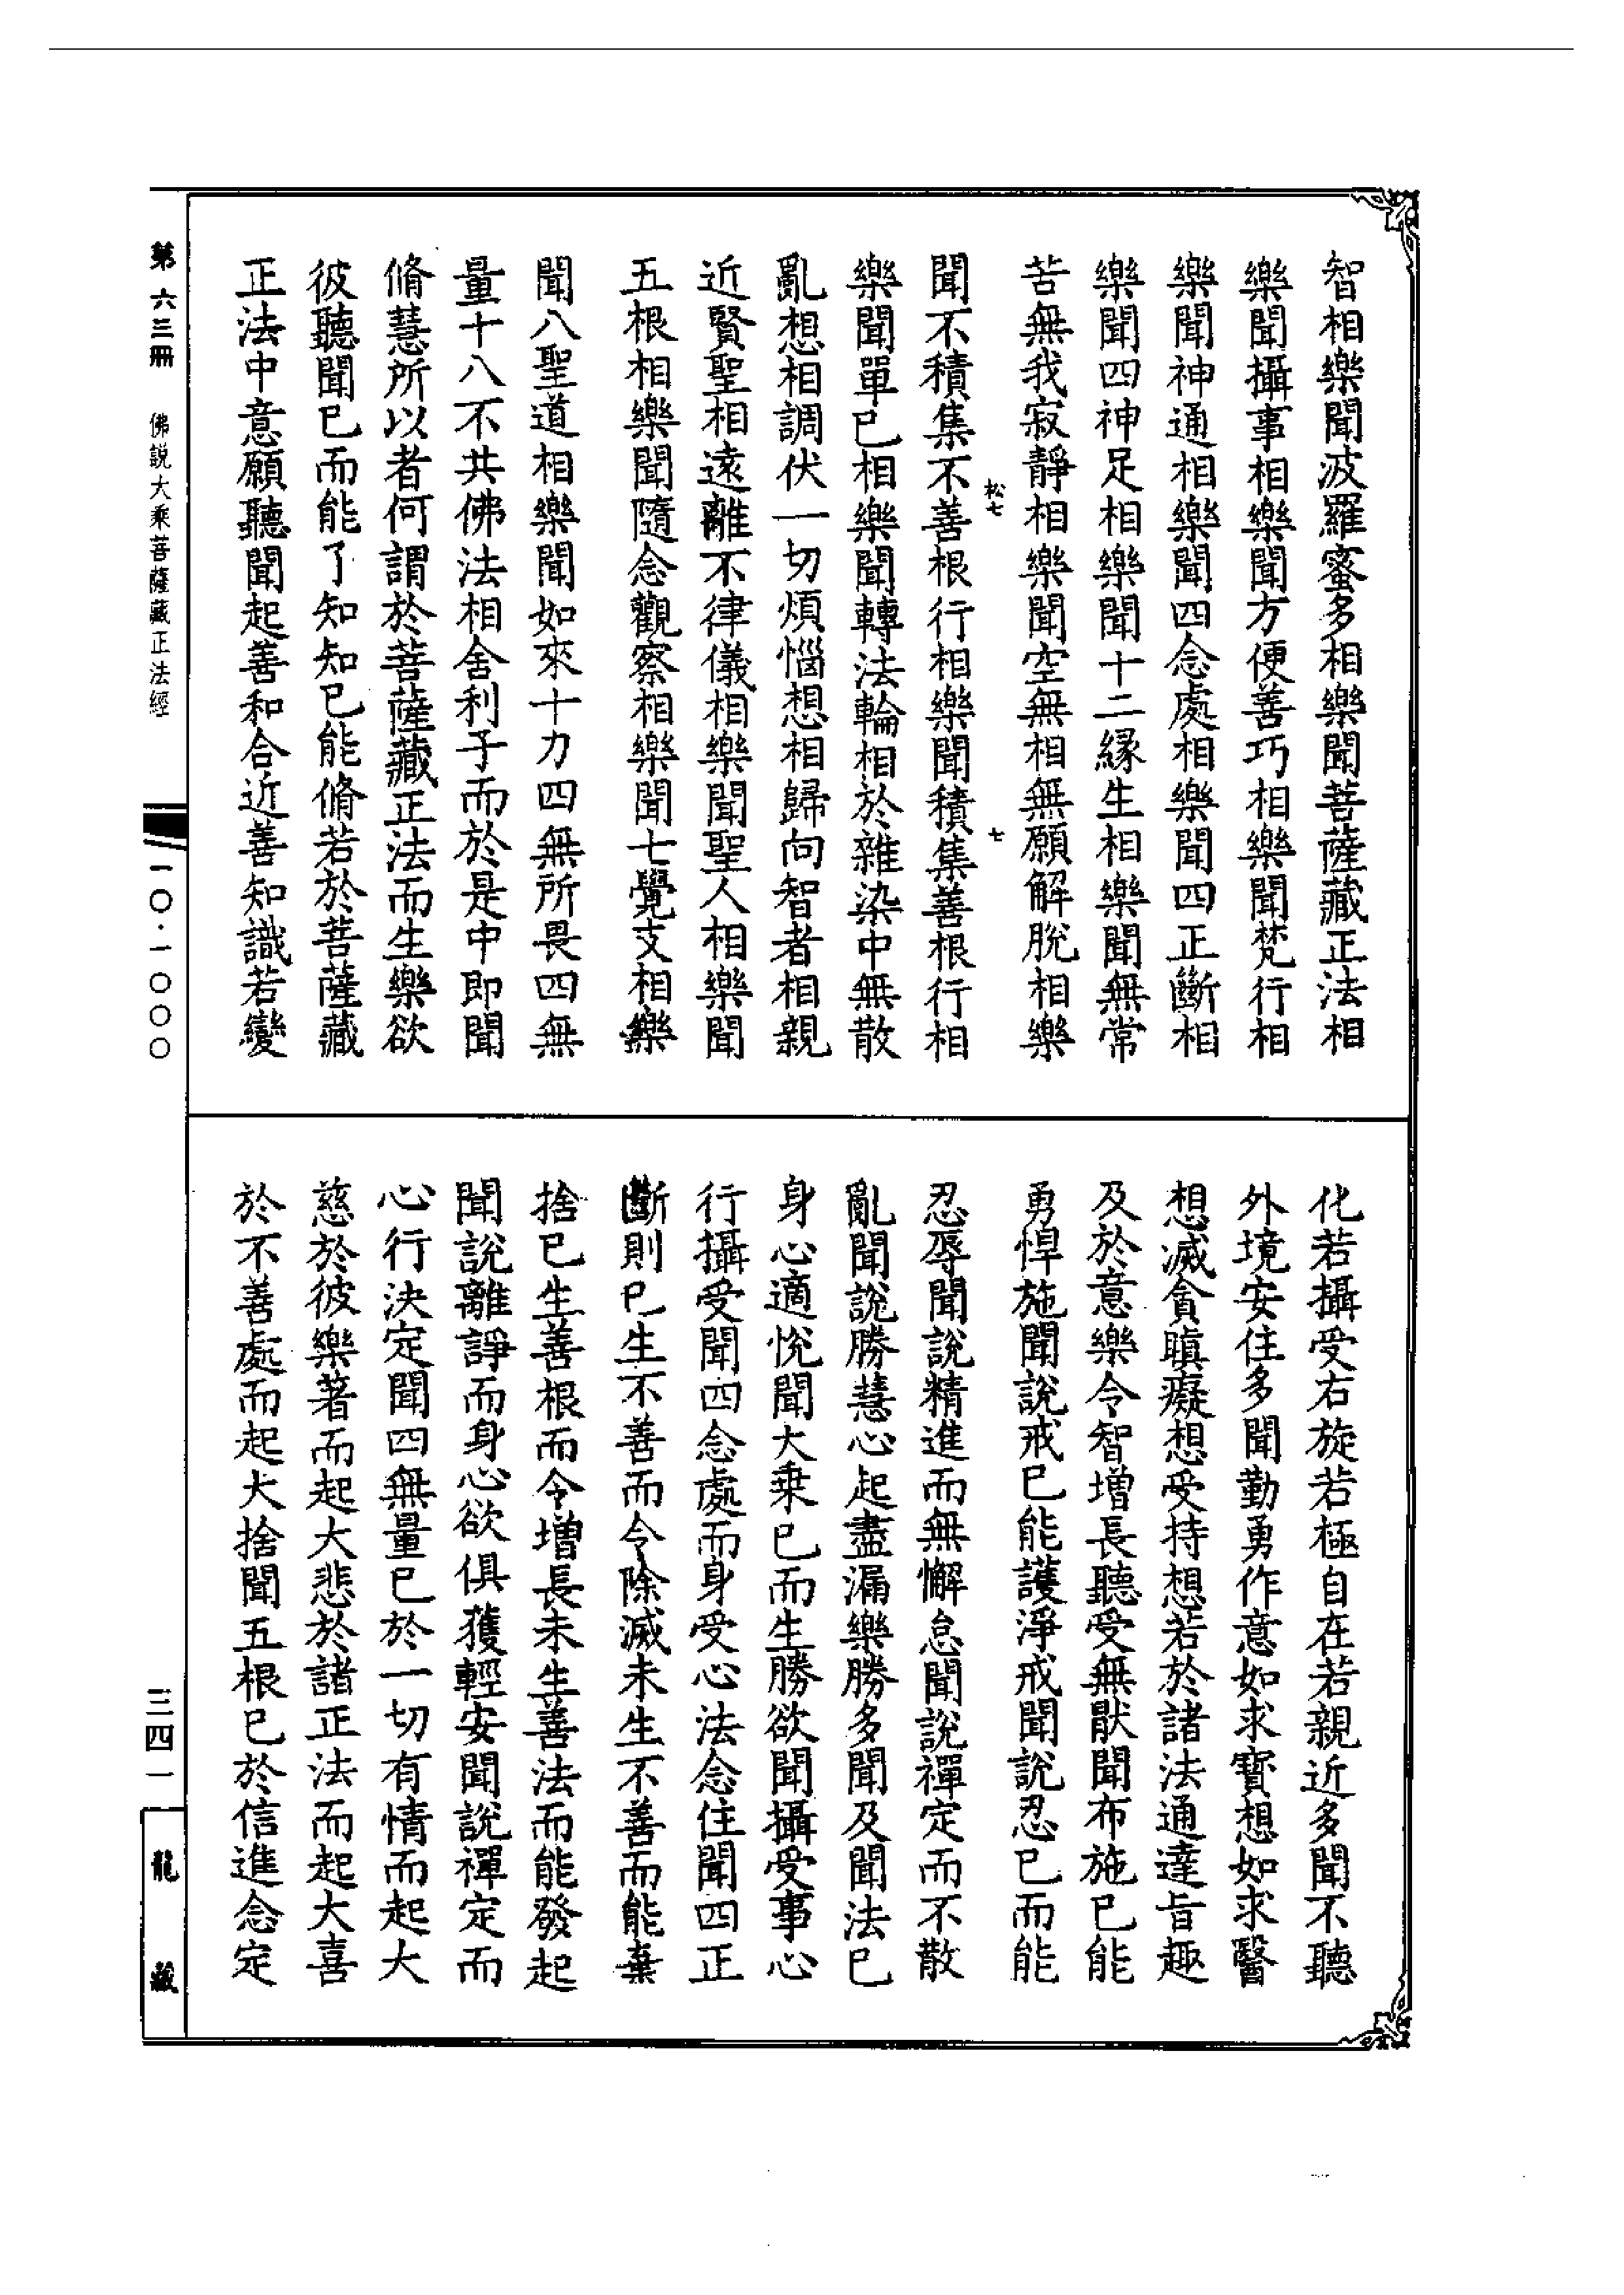 智相樂聞波羅蜜多相樂聞菩薩藏正法相
樂聞攝事相樂聞方便善巧相樂聞梵行相
樂聞神通相樂聞四念處相樂聞四正斷相
樂聞四神足相樂聞十二緣生相樂聞無常
苦無我寂靜相樂聞空無相無願解脫相樂
松七
七
聞不積集不善根行相樂聞積集善根行相
樂聞單已相樂聞轉法輪相於雜染中無散
亂想相調伏一切煩惱想相歸向智者相親
近賢聖相遠離不律儀相樂聞聖人相樂聞
五根相樂聞隨念觀察相樂聞七覺支相樂
聞八聖道相樂聞如來十力四無所畏四無
量十八不共佛法相舍利子而於是中即聞
脩慧所以者何謂於菩薩藏正法而生樂欲
彼聽聞已而能了知知已能脩若於菩薩藏
正法中意願聽聞起善和合近善知識若變
化若攝受右旋若極自在若親近多聞不聽
外境安住多聞勤勇作意如求寶想如求醫
想滅貪瞋癡想受持想若於諸法通達旨趣
及於意樂令智增長聽受無猒聞布施已能
勇悍施聞說戒已能護淨戒聞說忍已而能
忍辱聞說精進而無懈怠聞說禪定而不散
亂聞說勝慧心起盡漏樂勝多聞及聞法已
身心適悅聞大乘已而生勝欲聞攝受事心
行攝受聞四念處而身受心法念住聞四正
斷則已生不善而令除滅未生不善而能棄
捨已生善根而令增長未生善法而能發起
聞說離諍而身心欲俱獲輕安聞說禪定而
心行決定聞四無量已於一切有情而起大
慈於彼樂著而起大悲於諸正法而起大喜
於不善處而起大捨聞五根已於信進念定
第六三冊 佛說大乘菩薩藏正法經
一〇·一〇〇〇
三四一
龍藏